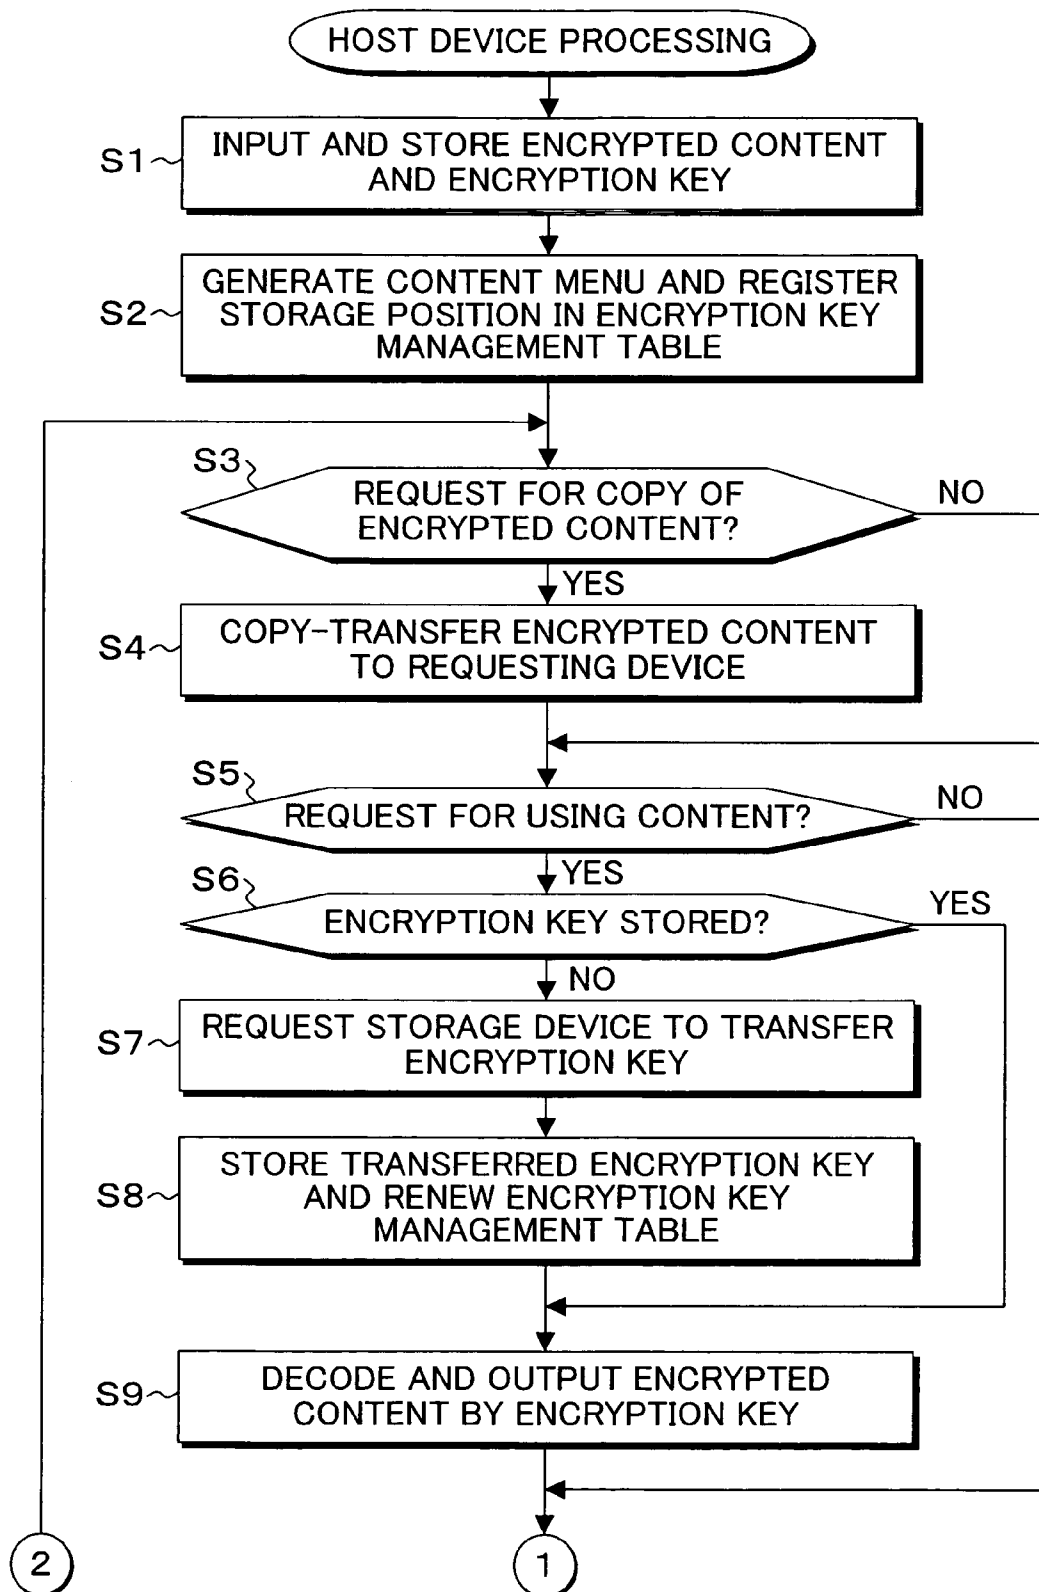 HOST DEVICE PROCESSING
S1
INPUT AND STORE ENCRYPTED CONTENT
AND ENCRYPTION KEY
S2
GENERATE CONTENT MENU AND REGISTER
STORAGE POSITION IN ENCRYPTION KEY
MANAGEMENT TABLE
S3
REQUEST FOR COPY OF
ENCRYPTED CONTENT?
NO
YES
S4
COPY-TRANSFER ENCRYPTED CONTENT
TO REQUESTING DEVICE
S5
REQUEST FOR USING CONTENT?
NO
YES
S6
ENCRYPTION KEY STORED?
YES
NO
S7
REQUEST STORAGE DEVICE TO TRANSFER
ENCRYPTION KEY
S8
STORE TRANSFERRED ENCRYPTION KEY
AND RENEW ENCRYPTION KEY
MANAGEMENT TABLE
S9
DECODE AND OUTPUT ENCRYPTED
CONTENT BY ENCRYPTION KEY
2
1